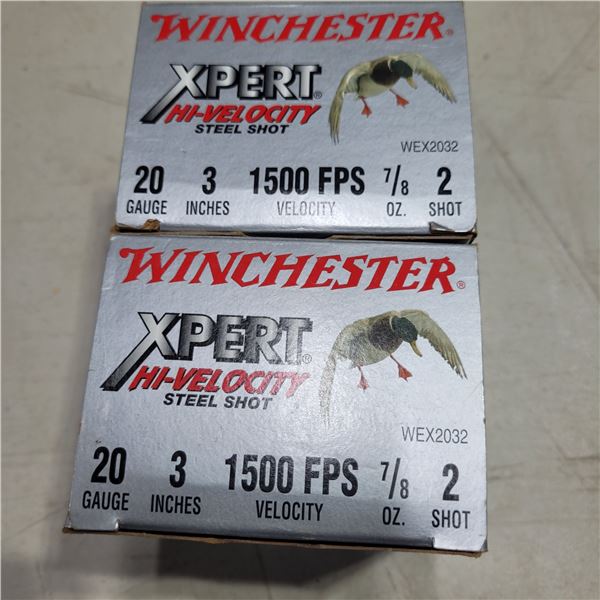 WINCHESTER®
XPERT®
HI-VELOCITY
STEEL SHOT
WEX2032
20 3 1500 FPS 7/8 2
GAUGE INCHES VELOCITY OZ. SHOT
WINCHESTER®
XPERT®
HI-VELOCITY
STEEL SHOT
WEX2032
20 3 1500 FPS 7/8 2
GAUGE INCHES VELOCITY OZ. SHOT